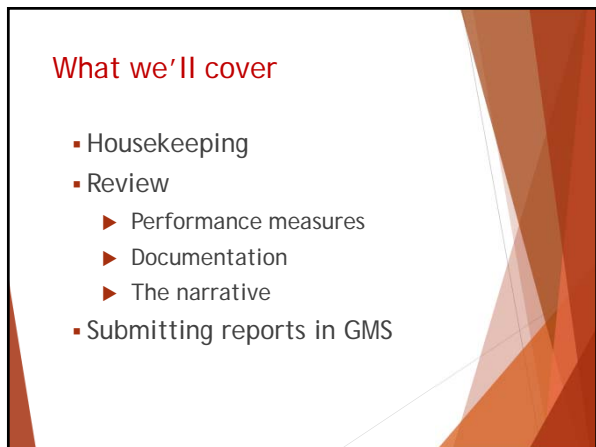 What we'll cover
▪ Housekeeping
▪ Review
▶ Performance measures
▶ Documentation
▶ The narrative
▪ Submitting reports in GMS